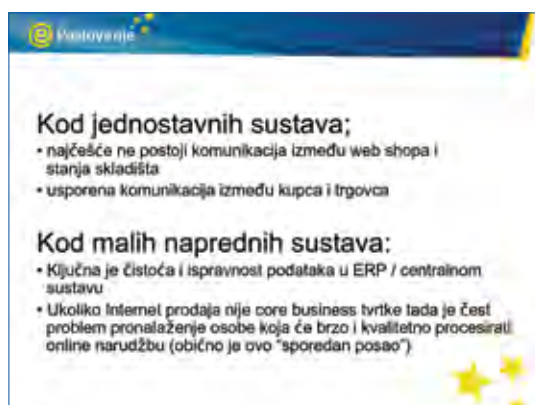 e Poslovanje
Kod jednostavnih sustava;
• najčešće ne postoji komunikacija između web shopa i
stanja skladišta
• usporena komunikacija između kupca i trgovca
Kod malih naprednih sustava:
• Ključna je čistoća i ispravnost podataka u ERP / centralnom
sustavu
• Ukoliko Internet prodaja nije core business tvrtke tada je čest
problem pronalaženje osobe koja će brzo i kvalitetno procesirati
online narudžbu (obično je ovo "sporedan posao")